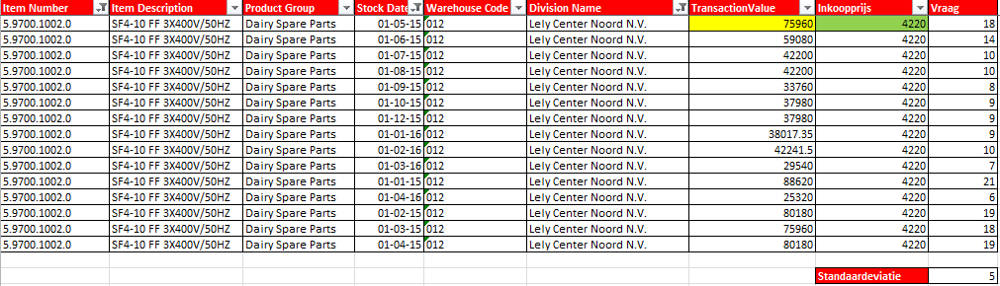 Item Number Item Description Product Group Stock Date Warehouse Code Division Name TransactionValue Inkoopprijs Vraag
5.9700.1002.0 SF4-10 FF 3X400V/50HZ Dairy Spare Parts 01-05-15 012 Lely Center Noord N.V. 75960 4220 18
5.9700.1002.0 SF4-10 FF 3X400V/50HZ Dairy Spare Parts 01-06-15 012 Lely Center Noord N.V. 59080 4220 14
5.9700.1002.0 SF4-10 FF 3X400V/50HZ Dairy Spare Parts 01-07-15 012 Lely Center Noord N.V. 42200 4220 10
5.9700.1002.0 SF4-10 FF 3X400V/50HZ Dairy Spare Parts 01-08-15 012 Lely Center Noord N.V. 42200 4220 10
5.9700.1002.0 SF4-10 FF 3X400V/50HZ Dairy Spare Parts 01-09-15 012 Lely Center Noord N.V. 33760 4220 8
5.9700.1002.0 SF4-10 FF 3X400V/50HZ Dairy Spare Parts 01-10-15 012 Lely Center Noord N.V. 37980 4220 9
5.9700.1002.0 SF4-10 FF 3X400V/50HZ Dairy Spare Parts 01-12-15 012 Lely Center Noord N.V. 37980 4220 9
5.9700.1002.0 SF4-10 FF 3X400V/50HZ Dairy Spare Parts 01-01-16 012 Lely Center Noord N.V. 38017.35 4220 9
5.9700.1002.0 SF4-10 FF 3X400V/50HZ Dairy Spare Parts 01-02-16 012 Lely Center Noord N.V. 42241.5 4220 10
5.9700.1002.0 SF4-10 FF 3X400V/50HZ Dairy Spare Parts 01-03-16 012 Lely Center Noord N.V. 29540 4220 7
5.9700.1002.0 SF4-10 FF 3X400V/50HZ Dairy Spare Parts 01-01-15 012 Lely Center Noord N.V. 88620 4220 21
5.9700.1002.0 SF4-10 FF 3X400V/50HZ Dairy Spare Parts 01-04-16 012 Lely Center Noord N.V. 25320 4220 6
5.9700.1002.0 SF4-10 FF 3X400V/50HZ Dairy Spare Parts 01-02-15 012 Lely Center Noord N.V. 80180 4220 19
5.9700.1002.0 SF4-10 FF 3X400V/50HZ Dairy Spare Parts 01-03-15 012 Lely Center Noord N.V. 75960 4220 18
5.9700.1002.0 SF4-10 FF 3X400V/50HZ Dairy Spare Parts 01-04-15 012 Lely Center Noord N.V. 80180 4220 19
Standaardeviatie 5